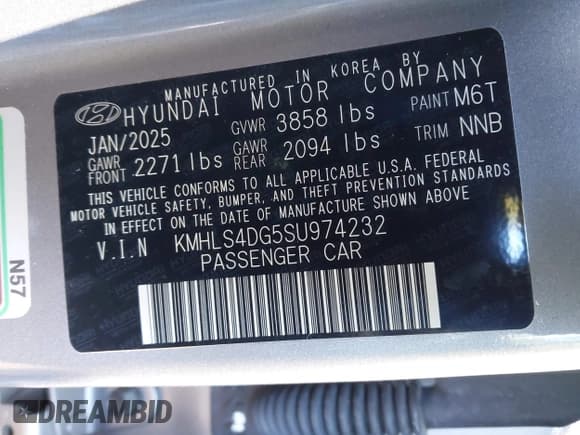 MANUFACTURED IN KOREA BY
HYUNDAI MOTOR COMPANY
JAN/2025 GVWR 3858 lbs PAINT M6T
GAWR FRONT 2271 lbs GAWR REAR 2094 lbs TRIM NNB
THIS VEHICLE CONFORMS TO ALL APPLICABLE U.S.A. FEDERAL
MOTOR VEHICLE SAFETY, BUMPER, AND THEFT PREVENTION STANDARDS
IN EFFECT ON THE DATE OF MANUFACTURE SHOWN ABOVE
V.I.N KMHLS4DG5SU974232
PASSENGER CAR
N57
DREAMBID